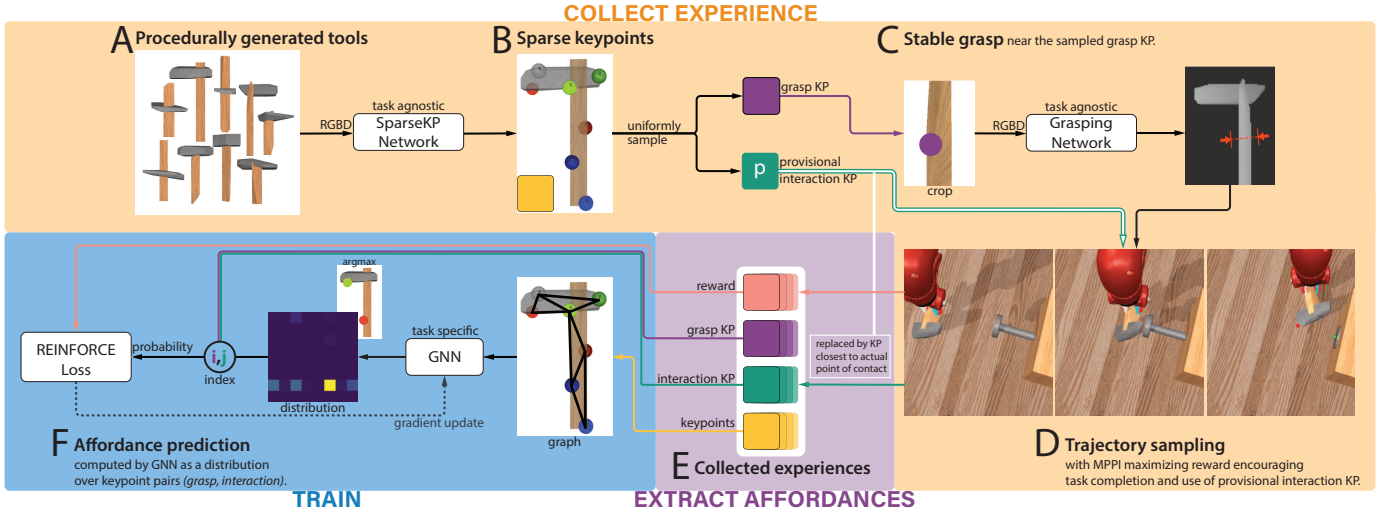 COLLECT EXPERIENCE
A Procedurally generated tools
RGBD
task agnostic
SparseKP
Network
B Sparse keypoints
uniformly
sample
grasp KP
p
provisional
interaction KP
C Stable grasp near the sampled grasp KP.
crop
RGBD
task agnostic
Grasping
Network
D Trajectory sampling
with MPPI maximizing reward encouraging
task completion and use of provisional interaction KP.
reward
grasp KP
interaction KP
keypoints
replaced by KP
closest to actual
point of contact
E Collected experiences
EXTRACT AFFORDANCES
graph
task specific
GNN
argmax
distribution
i,j
index
probability
REINFORCE
Loss
gradient update
F Affordance prediction
computed by GNN as a distribution
over keypoint pairs (grasp, interaction).
TRAIN